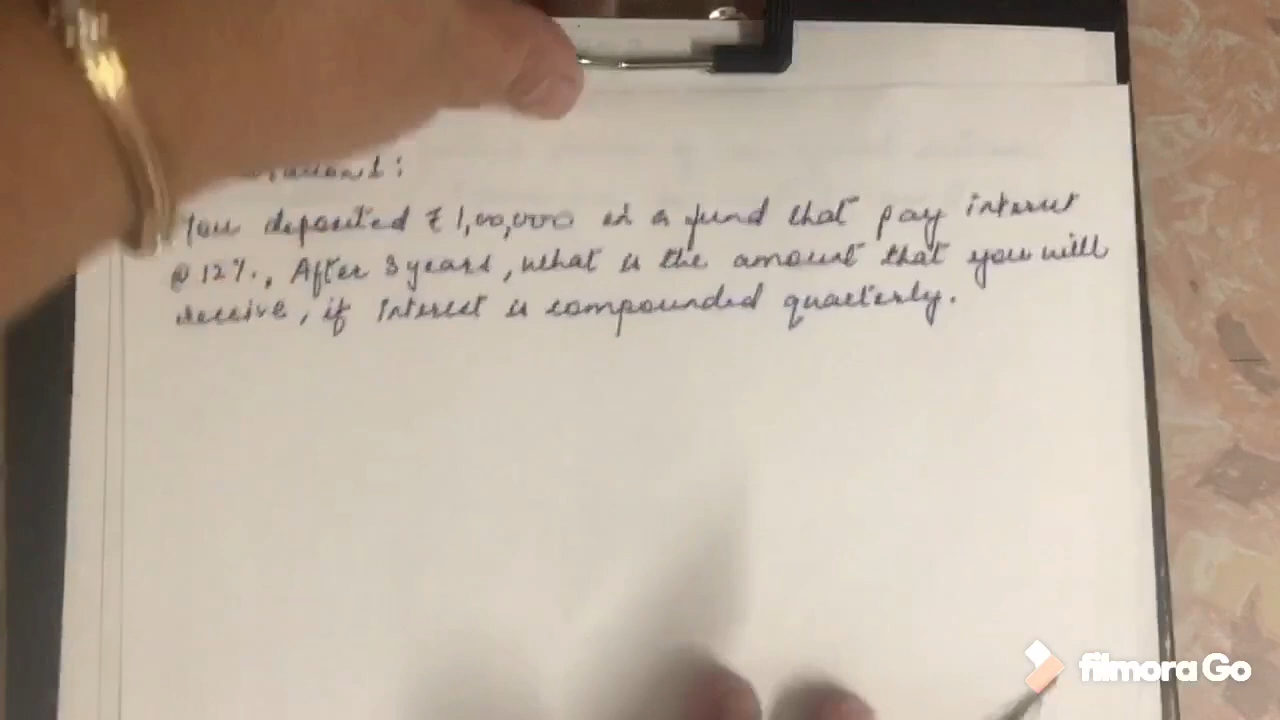 You deposited ₹1,00,000 in a fund that pay interest
@ 12%., After 3 years, what is the amount that you will
receive, if Interest is compounded quarterly.
filmora Go